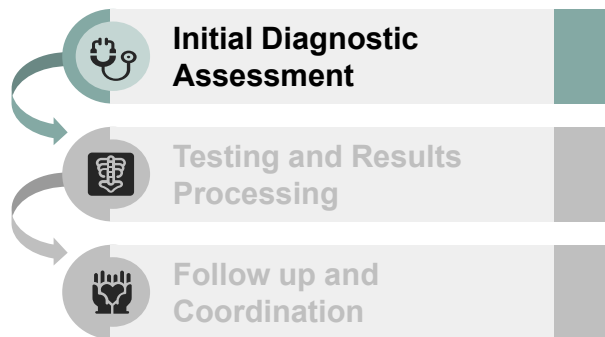 Initial Diagnostic
Assessment
Testing and Results
Processing
Follow up and
Coordination